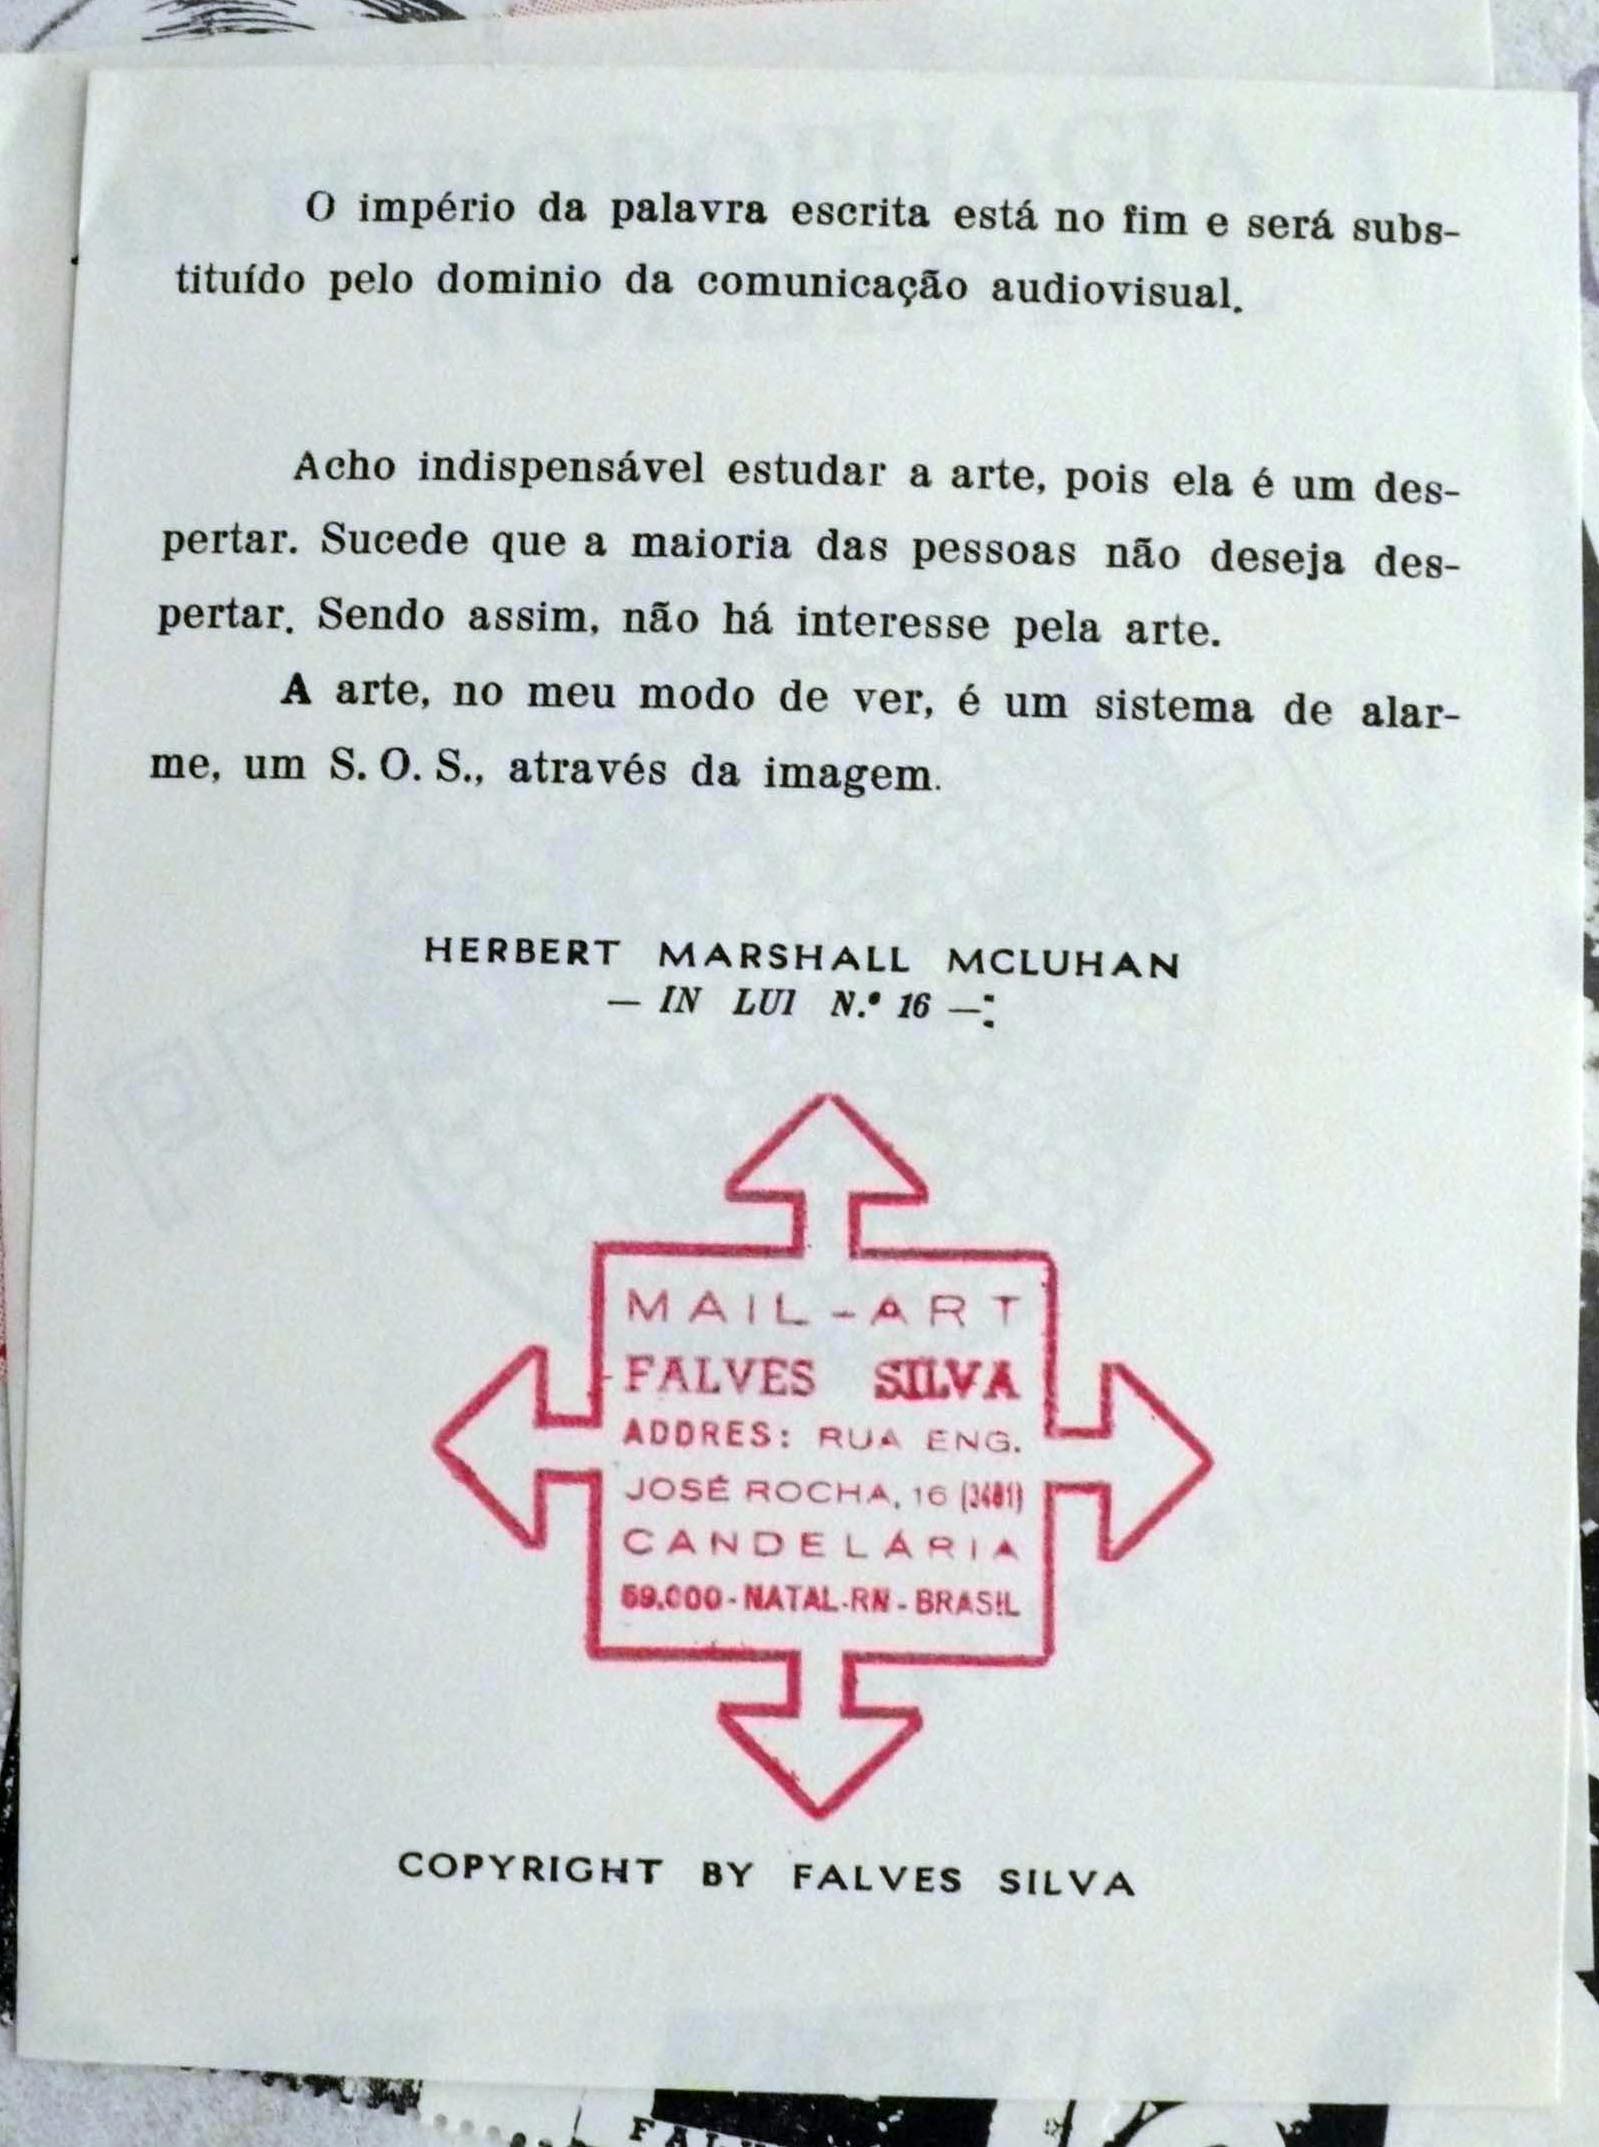 O império da palavra escrita está no fim e será subs-
tituído pelo dominio da comunicação audiovisual.
Acho indispensável estudar a arte, pois ela é um des-
pertar. Sucede que a maioria das pessoas não deseja des-
pertar. Sendo assim, não há interesse pela arte.
A arte, no meu modo de ver, é um sistema de alar-
me, um S. O. S., através da imagem.
HERBERT MARSHALL MCLUHAN
— IN LUI N.º 16 —:
MAIL-ART
FALVES SILVA
ADDRES: RUA ENG.
JOSÉ ROCHA, 16 (3481)
CANDELÁRIA
59.000-NATAL-RN-BRASIL
COPYRIGHT BY FALVES SILVA